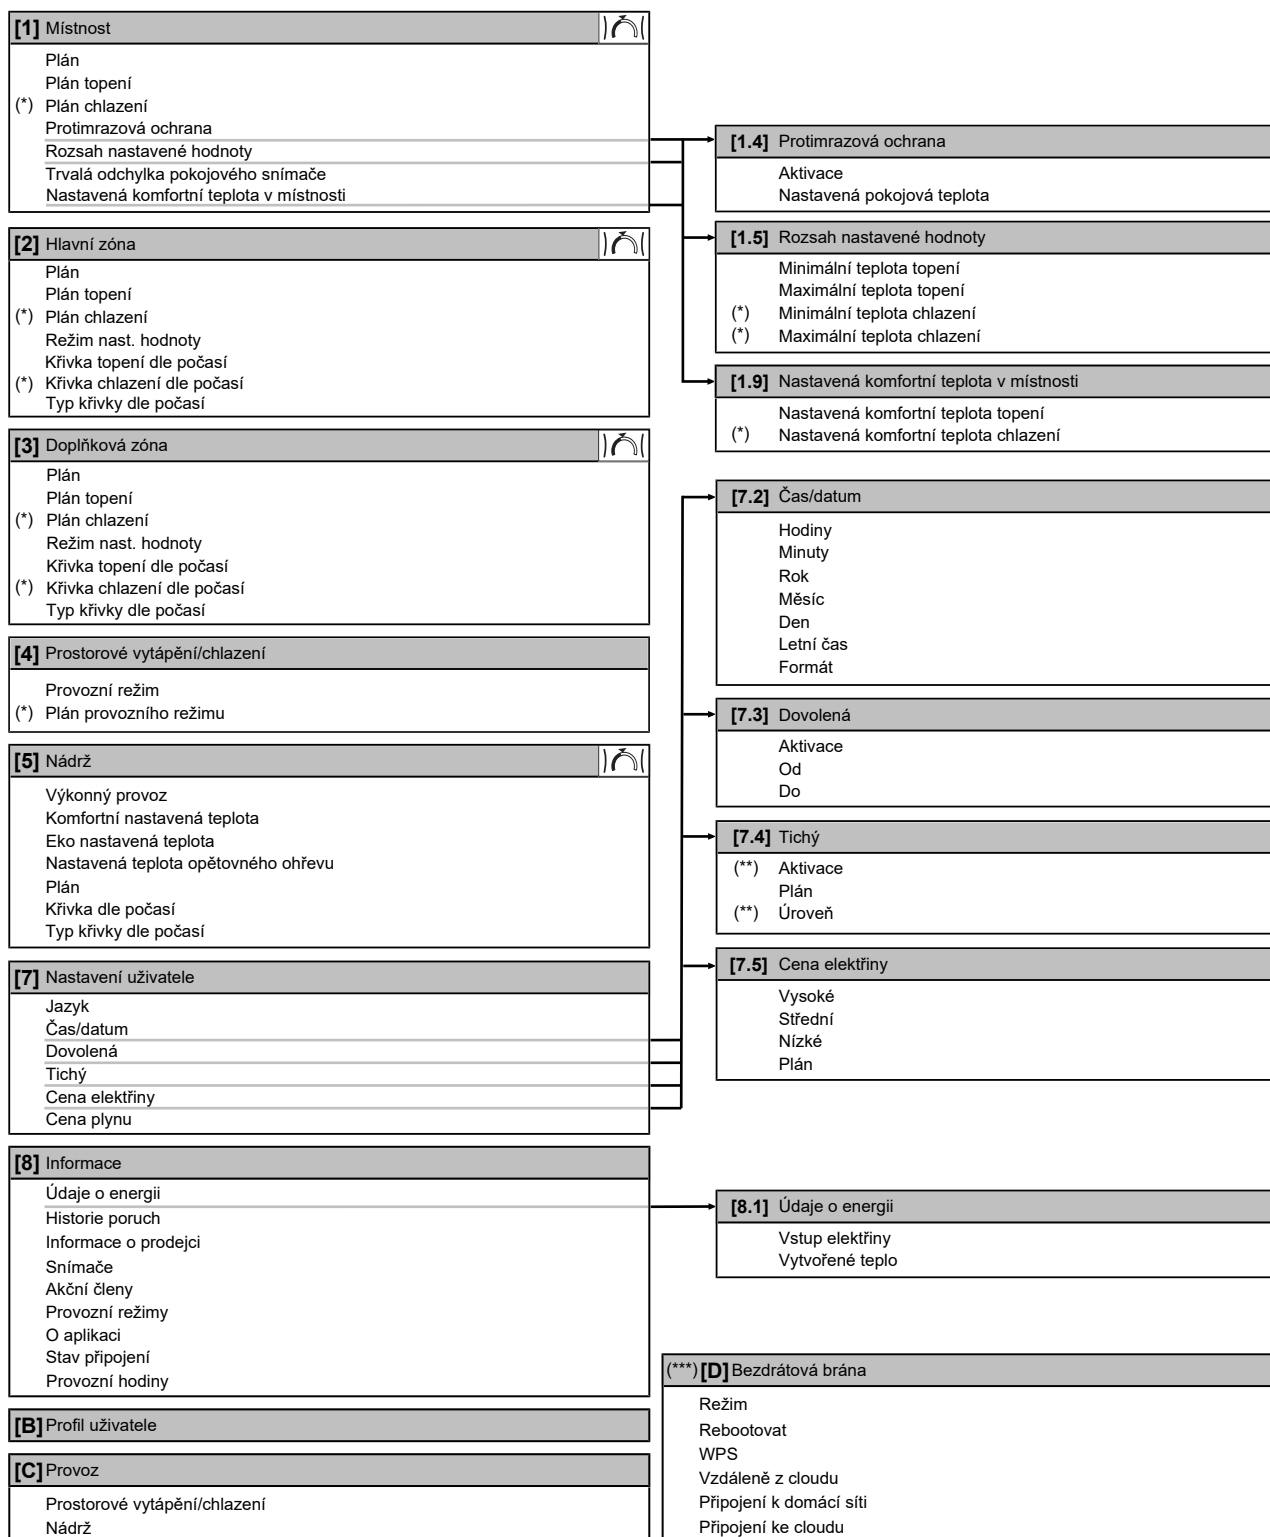 [1] Místnost
Plán
Plán topení
(*) Plán chlazení
Protimrazová ochrana
Rozsah nastavené hodnoty
Trvalá odchylka pokojového snímače
Nastavená komfortní teplota v místnosti
[2] Hlavní zóna
Plán
Plán topení
(*) Plán chlazení
Režim nast. hodnoty
Křivka topení dle počasí
(*) Křivka chlazení dle počasí
Typ křivky dle počasí
[3] Doplňková zóna
Plán
Plán topení
(*) Plán chlazení
Režim nast. hodnoty
Křivka topení dle počasí
(*) Křivka chlazení dle počasí
Typ křivky dle počasí
[4] Prostorové vytápění/chlazení
Provozní režim
(*) Plán provozního režimu
[5] Nádrž
Výkonný provoz
Komfortní nastavená teplota
Eko nastavená teplota
Nastavená teplota opětovného ohřevu
Plán
Křivka dle počasí
Typ křivky dle počasí
[7] Nastavení uživatele
Jazyk
Čas/datum
Dovolená
Tichý
Cena elektřiny
Cena plynu
[8] Informace
Údaje o energii
Historie poruch
Informace o prodejci
Snímače
Akční členy
Provozní režimy
O aplikaci
Stav připojení
Provozní hodiny
[B] Profil uživatele
[C] Provoz
Prostorové vytápění/chlazení
Nádrž
[1.4] Protimrazová ochrana
Aktivace
Nastavená pokojová teplota
[1.5] Rozsah nastavené hodnoty
Minimální teplota topení
Maximální teplota topení
(*) Minimální teplota chlazení
(*) Maximální teplota chlazení
[1.9] Nastavená komfortní teplota v místnosti
Nastavená komfortní teplota topení
(*) Nastavená komfortní teplota chlazení
[7.2] Čas/datum
Hodiny
Minuty
Rok
Měsíc
Den
Letní čas
Formát
[7.3] Dovolená
Aktivace
Od
Do
[7.4] Tichý
(**) Aktivace
Plán
(**) Úroveň
[7.5] Cena elektřiny
Vysoké
Střední
Nízké
Plán
[8.1] Údaje o energii
Vstup elektřiny
Vytvořené teplo
(***) [D] Bezdrátová brána
Režim
Rebootovat
WPS
Vzdáleně z cloudu
Připojení k domácí síti
Připojení ke cloudu